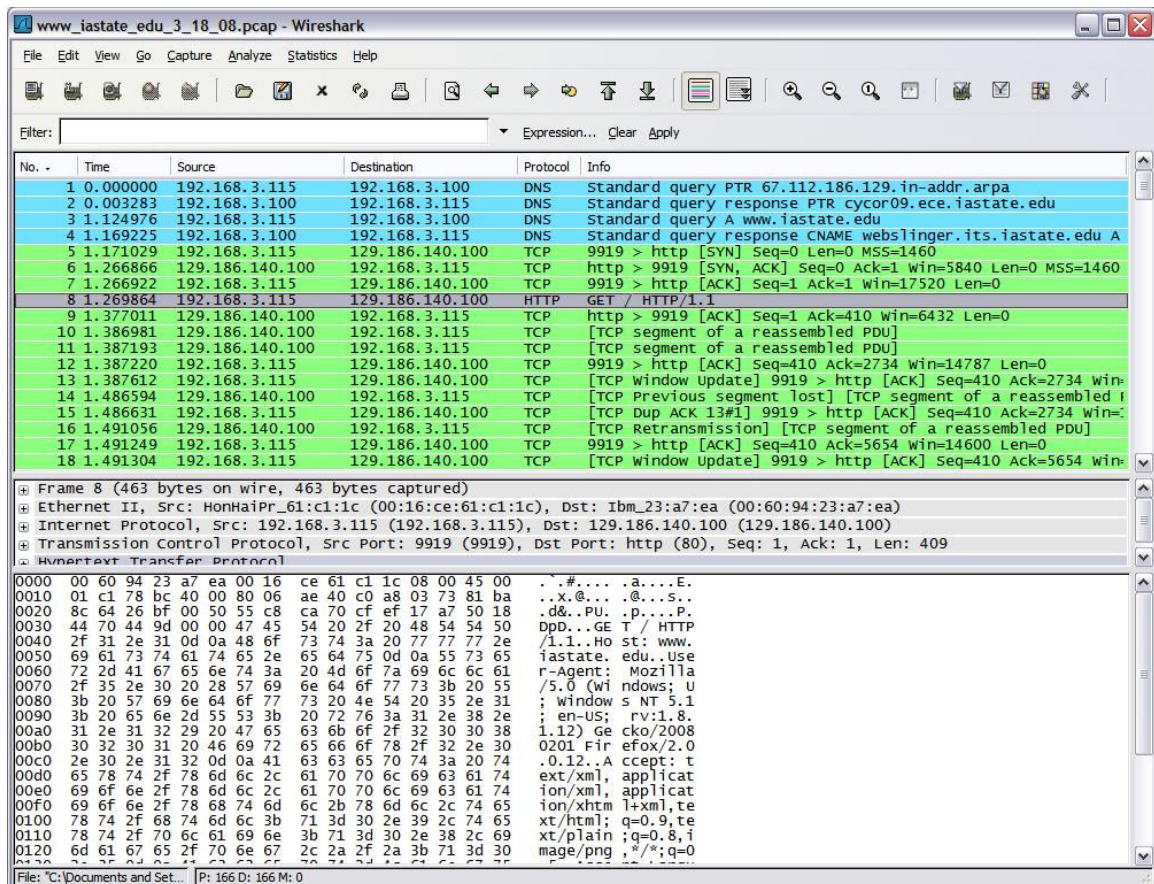 www_iastate_edu_3_18_08.pcap - Wireshark
File Edit View Go Capture Analyze Statistics Help
Filter: Expression... Clear Apply
No. - Time Source Destination Protocol Info
1 0.000000 192.168.3.115 192.168.3.100 DNS Standard query PTR 67.112.186.129.in-addr.arpa
2 0.003283 192.168.3.100 192.168.3.115 DNS Standard query response PTR cycor09.ece.iastate.edu
3 1.124976 192.168.3.115 192.168.3.100 DNS Standard query A www.iastate.edu
4 1.169225 192.168.3.100 192.168.3.115 DNS Standard query response CNAME webslinger.its.iastate.edu A
5 1.171029 192.168.3.115 129.186.140.100 TCP 9919 > http [SYN] Seq=0 Len=0 MSS=1460
6 1.266866 129.186.140.100 192.168.3.115 TCP http > 9919 [SYN, ACK] Seq=0 Ack=1 Win=5840 Len=0 MSS=1460
7 1.266922 192.168.3.115 129.186.140.100 TCP 9919 > http [ACK] Seq=1 Ack=1 Win=17520 Len=0
8 1.269864 192.168.3.115 129.186.140.100 HTTP GET / HTTP/1.1
9 1.377011 129.186.140.100 192.168.3.115 TCP http > 9919 [ACK] Seq=1 Ack=410 Win=6432 Len=0
10 1.386981 129.186.140.100 192.168.3.115 TCP [TCP segment of a reassembled PDU]
11 1.387193 129.186.140.100 192.168.3.115 TCP [TCP segment of a reassembled PDU]
12 1.387220 192.168.3.115 129.186.140.100 TCP 9919 > http [ACK] Seq=410 Ack=2734 Win=14787 Len=0
13 1.387612 192.168.3.115 129.186.140.100 TCP [TCP Window Update] 9919 > http [ACK] Seq=410 Ack=2734 Win=
14 1.486594 129.186.140.100 192.168.3.115 TCP [TCP Previous segment lost] [TCP segment of a reassembled
15 1.486631 192.168.3.115 129.186.140.100 TCP [TCP Dup ACK 13#1] 9919 > http [ACK] Seq=410 Ack=2734 Win=
16 1.491056 129.186.140.100 192.168.3.115 TCP [TCP Retransmission] [TCP segment of a reassembled PDU]
17 1.491249 192.168.3.115 129.186.140.100 TCP 9919 > http [ACK] Seq=410 Ack=5654 Win=14600 Len=0
18 1.491304 192.168.3.115 129.186.140.100 TCP [TCP Window Update] 9919 > http [ACK] Seq=410 Ack=5654 Win=
Frame 8 (463 bytes on wire, 463 bytes captured)
Ethernet II, Src: HonHaiPr_61:c1:1c (00:16:ce:61:c1:1c), Dst: Ibm_23:a7:ea (00:60:94:23:a7:ea)
Internet Protocol, Src: 192.168.3.115 (192.168.3.115), Dst: 129.186.140.100 (129.186.140.100)
Transmission Control Protocol, Src Port: 9919 (9919), Dst Port: http (80), Seq: 1, Ack: 1, Len: 409
Hypertext Transfer Protocol
0000 00 60 94 23 a7 ea 00 16 ce 61 c1 1c 08 00 45 00 .`.#.... .a....E.
0010 01 c1 78 bc 40 00 80 06 ae 40 c0 a8 03 73 81 ba ..x.@... .@...s..
0020 8c 64 26 bf 00 50 55 c8 ca 70 cf ef 17 a7 50 18 .d&..PU. .p....P.
0030 44 70 44 9d 00 00 47 45 54 20 2f 20 48 54 54 50 DpD...GE T / HTTP
0040 2f 31 2e 31 0d 0a 48 6f 73 74 3a 20 77 77 77 2e /1.1..Ho st: www.
0050 69 61 73 74 61 74 65 2e 65 64 75 0d 0a 55 73 65 iastate. edu..Use
0060 72 2d 41 67 65 6e 74 3a 20 4d 6f 7a 69 6c 6c 61 r-Agent: Mozilla
0070 2f 35 2e 30 20 28 57 69 6e 64 6f 77 73 3b 20 55 /5.0 (Wi ndows; U
0080 3b 20 57 69 6e 64 6f 77 73 20 4e 54 20 35 2e 31 ; Window s NT 5.1
0090 3b 20 65 6e 2d 55 53 3b 20 72 76 3a 31 2e 38 2e ; en-US; rv:1.8.
00a0 31 2e 31 32 29 20 47 65 63 6b 6f 2f 32 30 30 38 1.12) Ge cko/2008
00b0 30 32 30 31 20 46 69 72 65 66 6f 78 2f 32 2e 30 0201 Fir efox/2.0
00c0 2e 30 2e 31 32 0d 0a 41 63 63 65 70 74 3a 20 74 .0.12..A ccept: t
00d0 65 78 74 2f 78 6d 6c 2c 61 70 70 6c 69 63 61 74 ext/xml, applicat
00e0 69 6f 6e 2f 78 6d 6c 2c 61 70 70 6c 69 63 61 74 ion/xml, applicat
00f0 69 6f 6e 2f 78 68 74 6d 6c 2b 78 6d 6c 2c 74 65 ion/xhtm l+xml,te
0100 78 74 2f 68 74 6d 6c 3b 71 3d 30 2e 39 2c 74 65 xt/html; q=0.9,te
0110 78 74 2f 70 6c 61 69 6e 3b 71 3d 30 2e 38 2c 69 xt/plain ;q=0.8,i
0120 6d 61 67 65 2f 70 6e 67 2c 2a 2f 2a 3b 71 3d 30 mage/png ,*/*;q=0
File: "C:\Documents and Set... P: 166 D: 166 M: 0